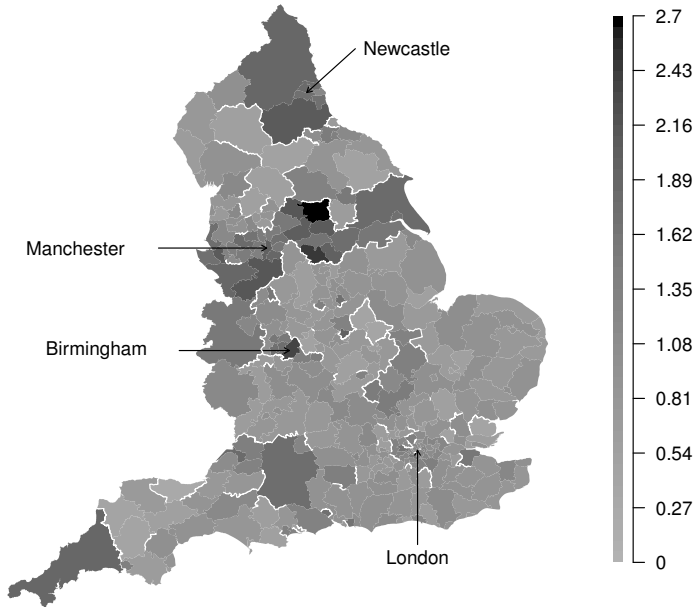 Newcastle
Manchester
Birmingham
London
2.7
2.43
2.16
1.89
1.62
1.35
1.08
0.81
0.54
0.27
0